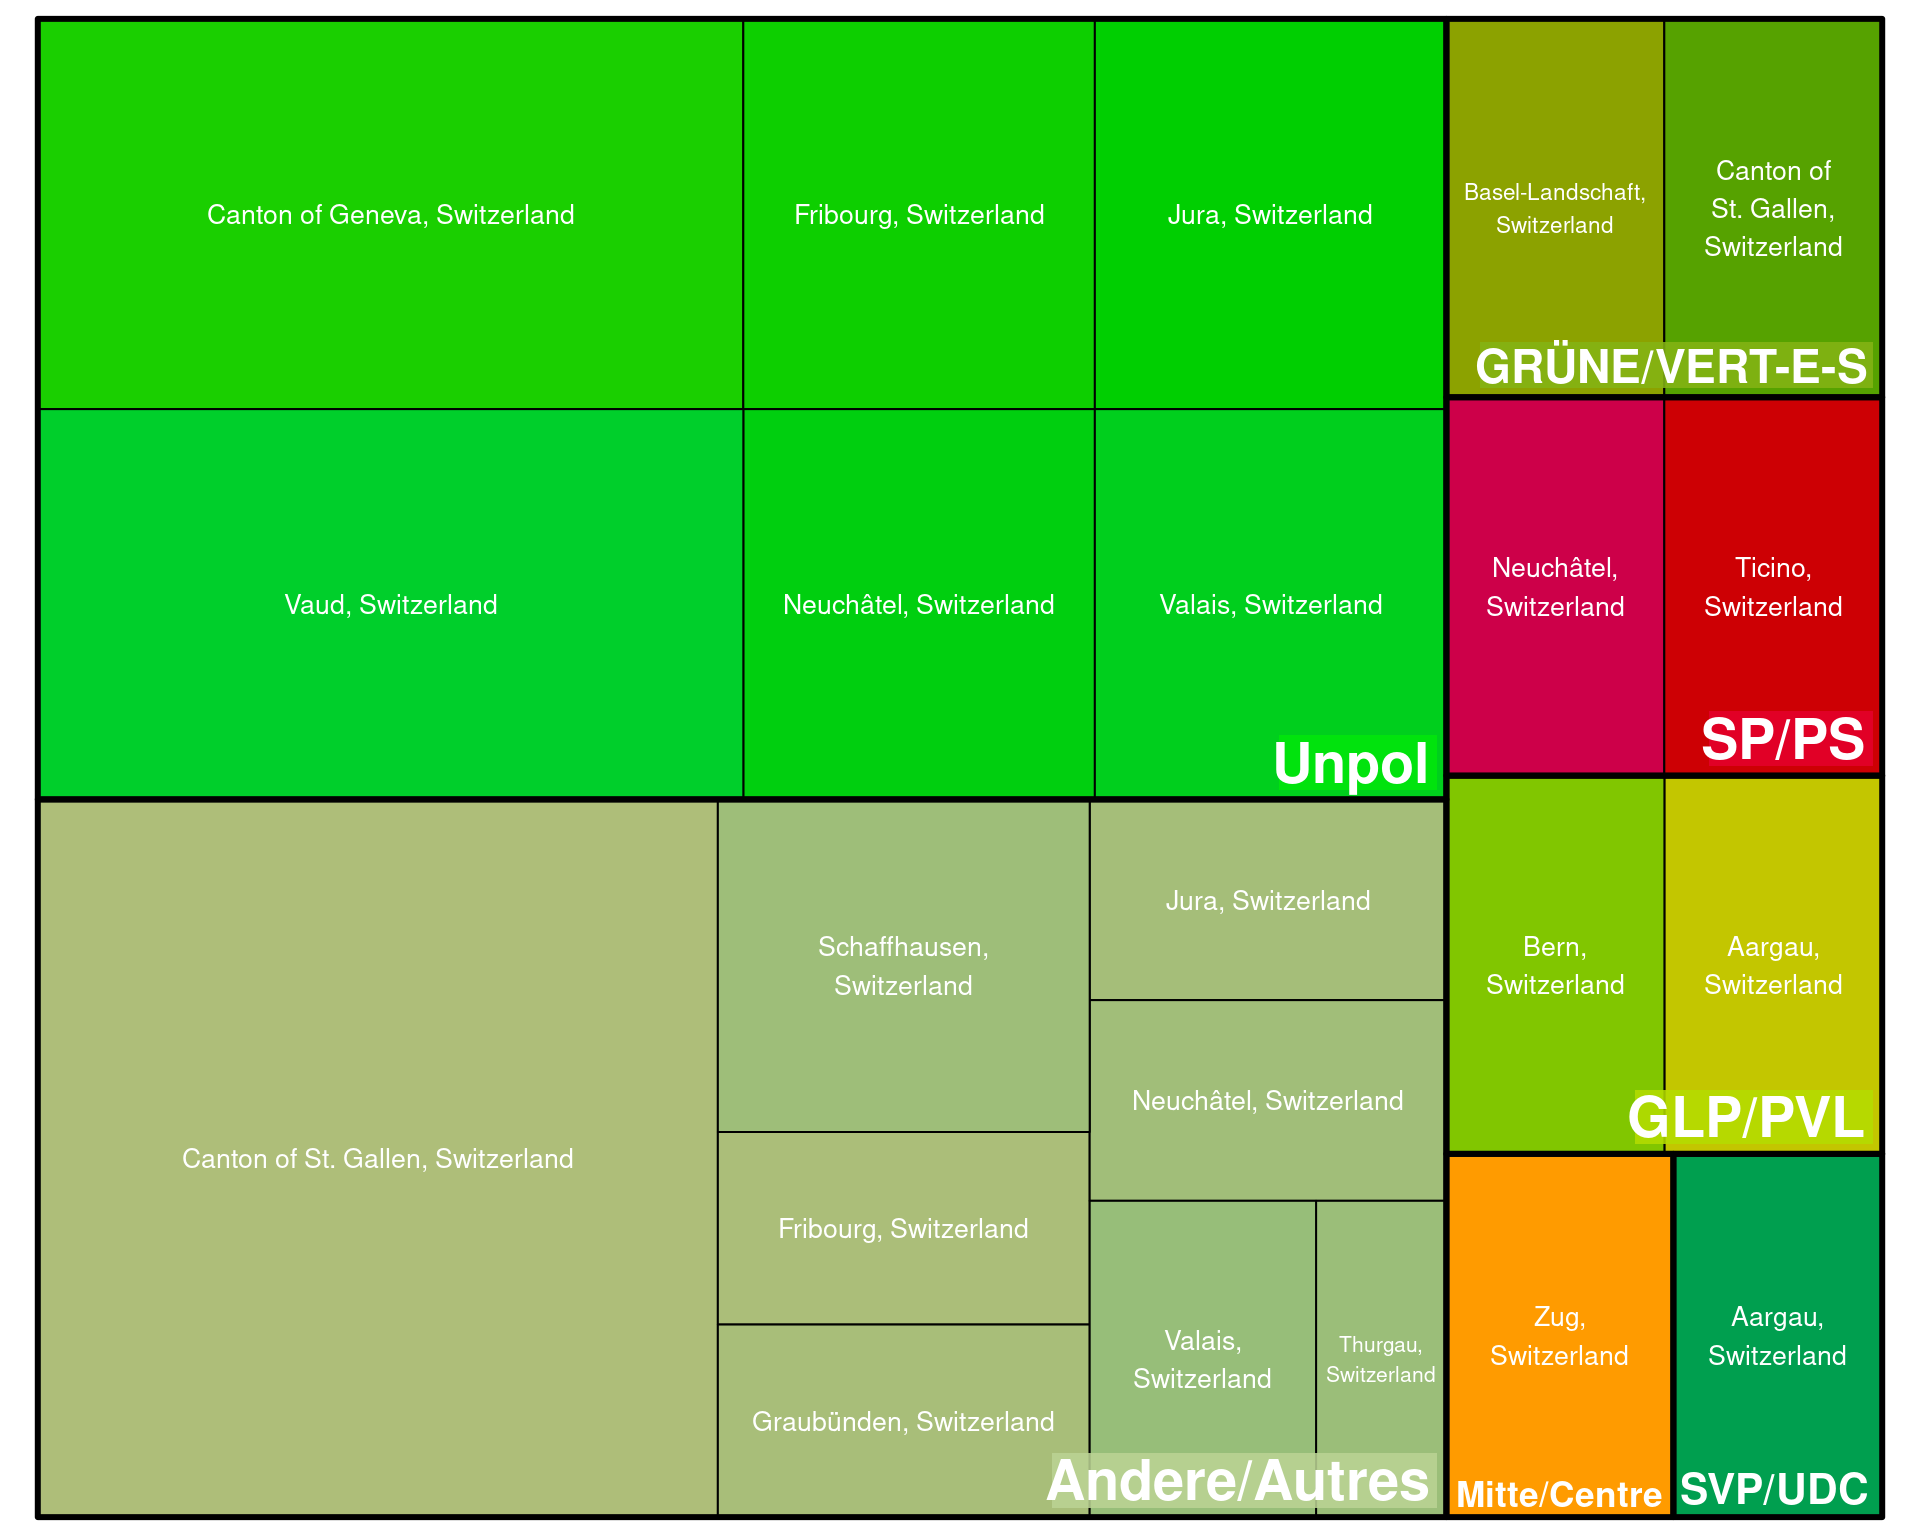 Canton of Geneva, Switzerland
Fribourg, Switzerland
Jura, Switzerland
Vaud, Switzerland
Neuchâtel, Switzerland
Valais, Switzerland
Unpol
Canton of St. Gallen, Switzerland
Schaffhausen,
Switzerland
Fribourg, Switzerland
Graubünden, Switzerland
Jura, Switzerland
Neuchâtel, Switzerland
Valais,
Switzerland
Thurgau,
Switzerland
Andere/Autres
Basel-Landschaft,
Switzerland
Canton of
St. Gallen,
Switzerland
GRÜNE/VERT-E-S
Neuchâtel,
Switzerland
Ticino,
Switzerland
SP/PS
Bern,
Switzerland
Aargau,
Switzerland
GLP/PVL
Zug,
Switzerland
Mitte/Centre
Aargau,
Switzerland
SVP/UDC